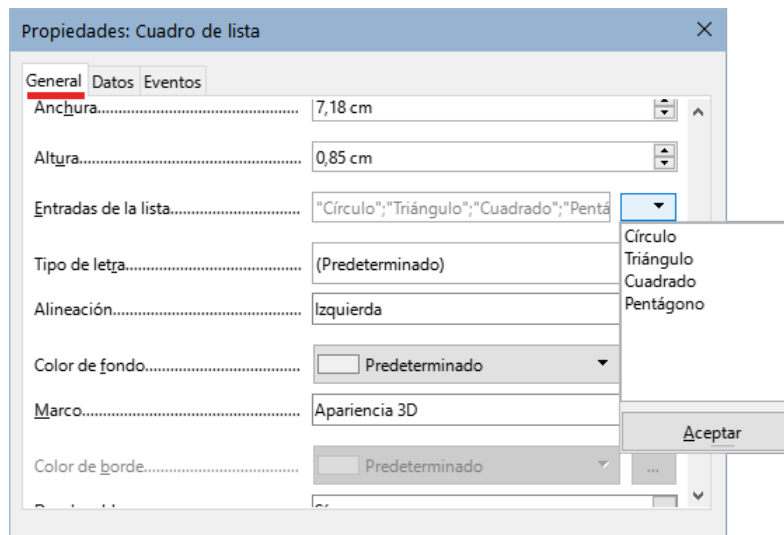 Propiedades: Cuadro de lista
General Datos Eventos
Anchura 7,18 cm
Altura 0,85 cm
Entradas de la lista "Círculo";"Triángulo";"Cuadrado";"Pentá
Círculo
Triángulo
Cuadrado
Pentágono
Tipo de letra (Predeterminado)
Alineación Izquierda
Color de fondo Predeterminado
Marco Apariencia 3D
Aceptar
Color de borde Predeterminado ...